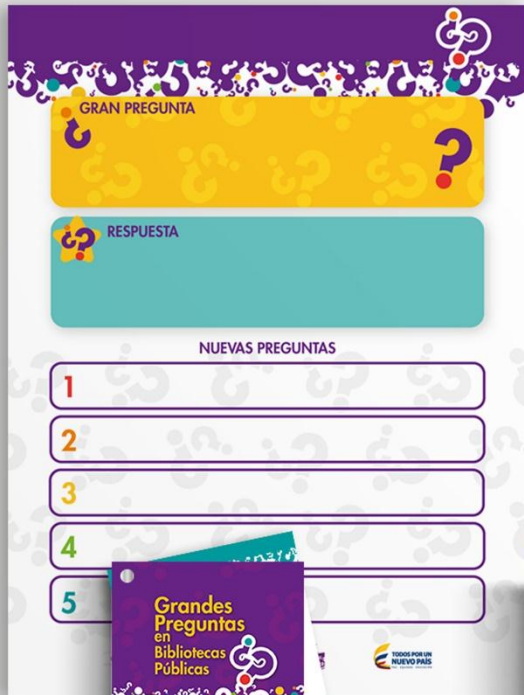 GRAN PREGUNTA
RESPUESTA
NUEVAS PREGUNTAS
1
2
3
4
5
Grandes
Preguntas
en
Bibliotecas
Públicas
TODOS POR UN
NUEVO PAÍS